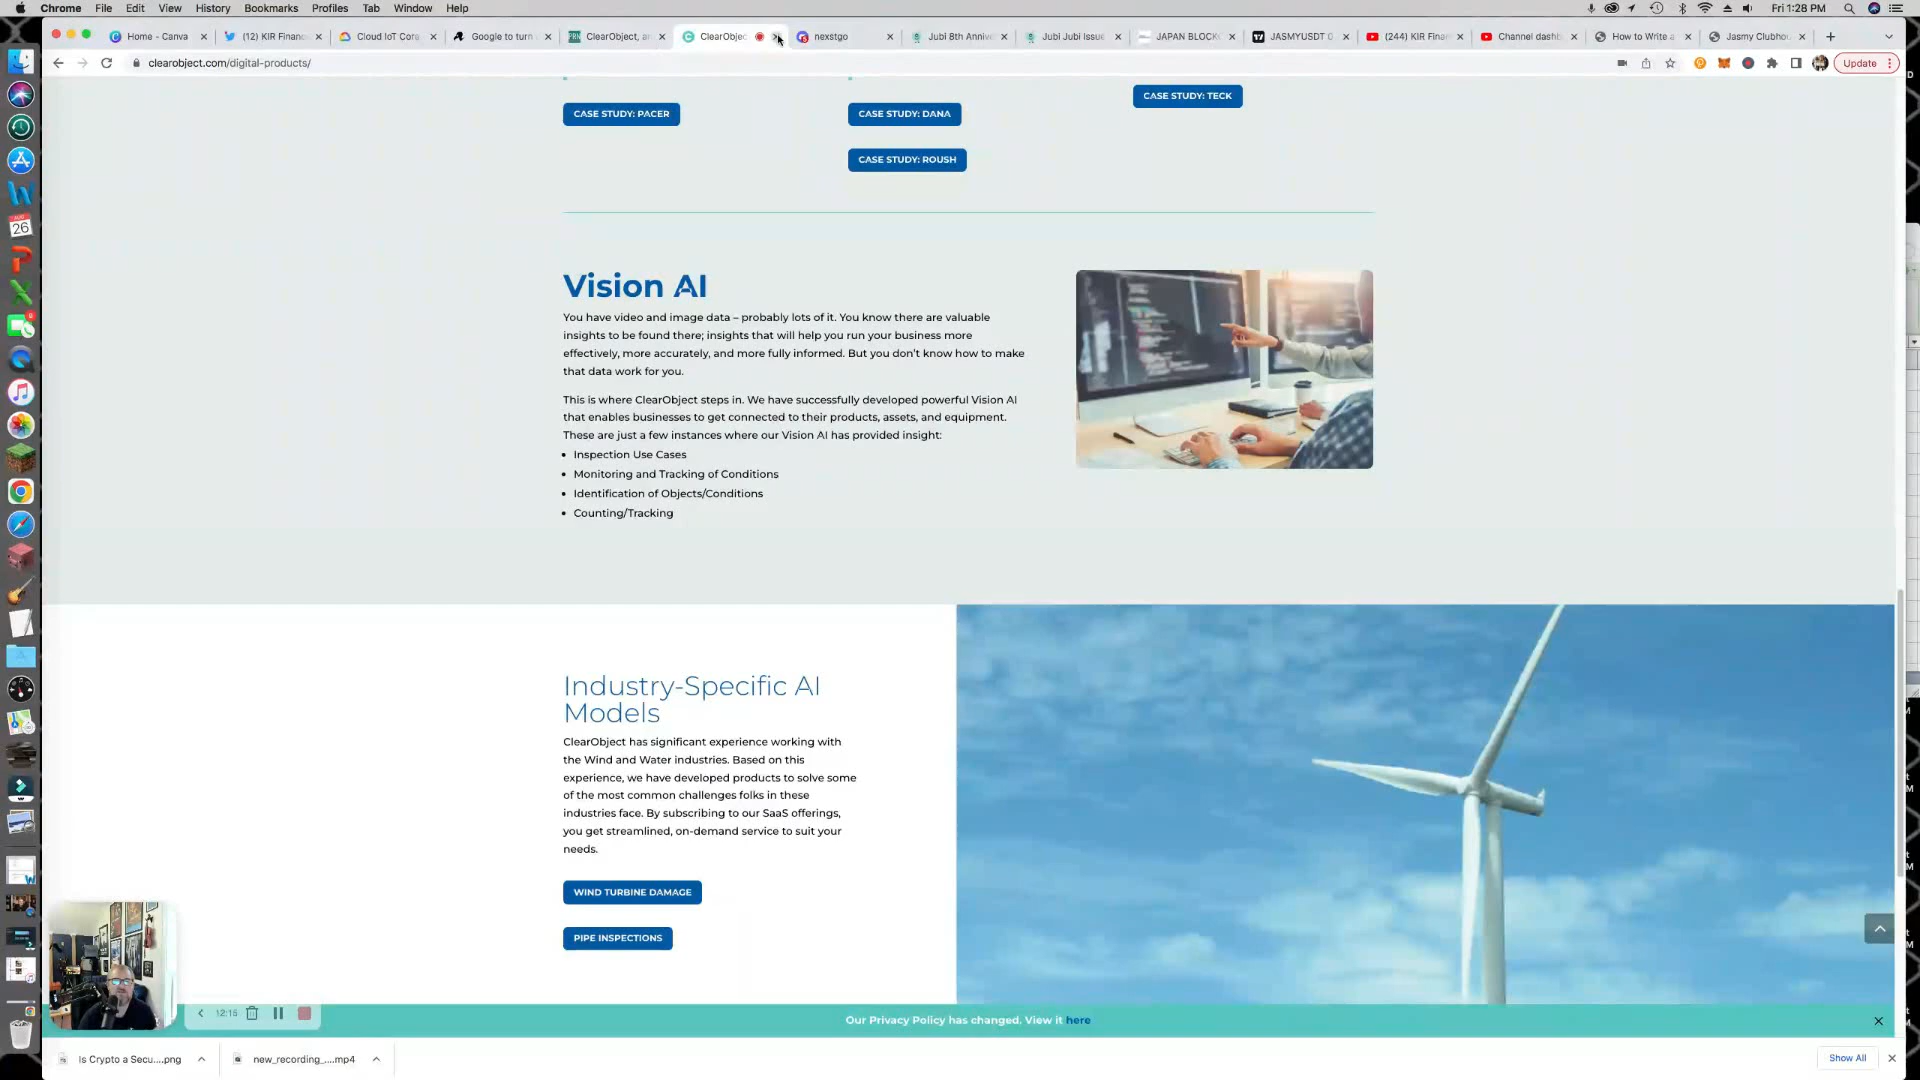 Chrome File Edit View History Bookmarks Profiles Tab Window Help Fri 1:28 PM
Home - Canva (12) KIR Financ Cloud IoT Core Google to turn ClearObject, an ClearObjec nextgo Jubi 8th Annive Jubi Jubi Issue JAPAN BLOCK JASMYUSDT 0 (244) KIR Finan Channel dashb How to Write a Jasmy Clubhou
clearobject.com/digital-products/ Update
CASE STUDY: PACER CASE STUDY: DANA CASE STUDY: TECK
CASE STUDY: ROUSH
Vision AI
You have video and image data – probably lots of it. You know there are valuable
insights to be found there; insights that will help you run your business more
effectively, more accurately, and more fully informed. But you don't know how to make
that data work for you.
This is where ClearObject steps in. We have successfully developed powerful Vision AI
that enables businesses to get connected to their products, assets, and equipment.
These are just a few instances where our Vision AI has provided insight:
• Inspection Use Cases
• Monitoring and Tracking of Conditions
• Identification of Objects/Conditions
• Counting/Tracking
Industry-Specific AI
Models
ClearObject has significant experience working with
the Wind and Water industries. Based on this
experience, we have developed products to solve some
of the most common challenges folks in these
industries face. By subscribing to our SaaS offerings,
you get streamlined, on-demand service to suit your
needs.
WIND TURBINE DAMAGE
PIPE INSPECTIONS
12:15
Our Privacy Policy has changed. View it here
Is Crypto a Secu....png new_recording_....mp4 Show All